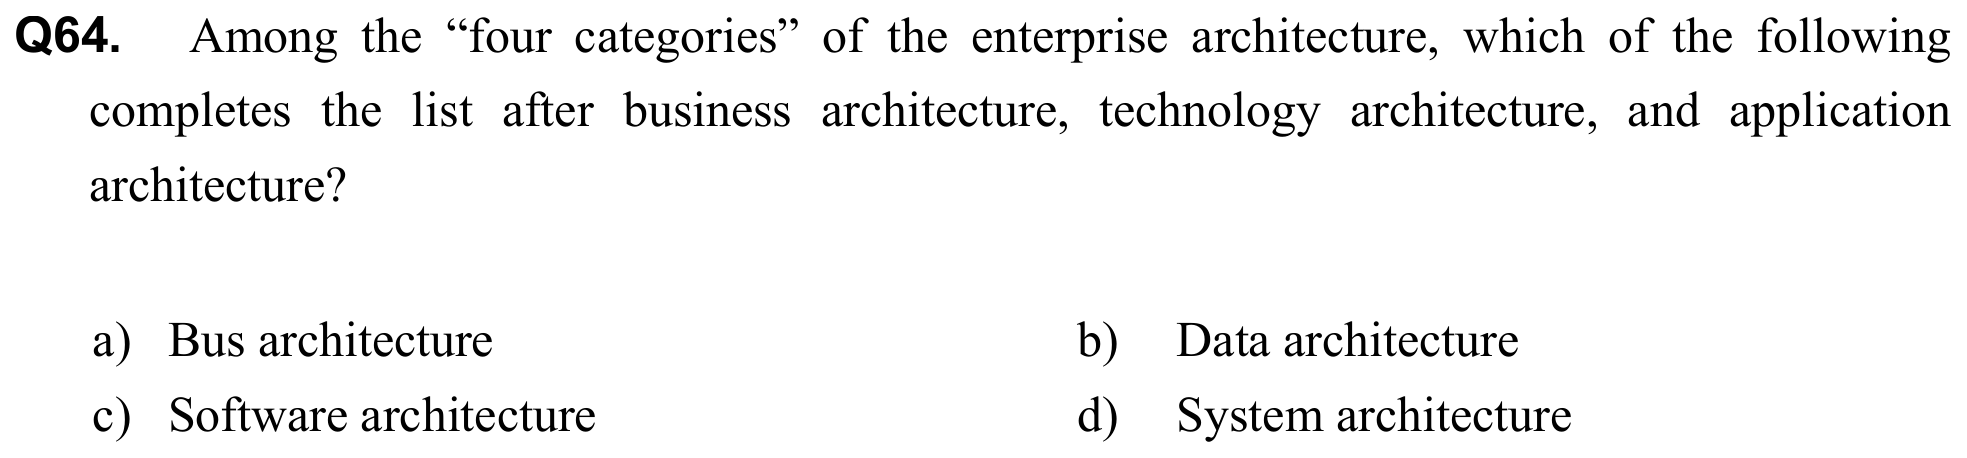 Q64. Among the “four categories” of the enterprise architecture, which of the following
completes the list after business architecture, technology architecture, and application
architecture?
a) Bus architecture b) Data architecture
c) Software architecture d) System architecture